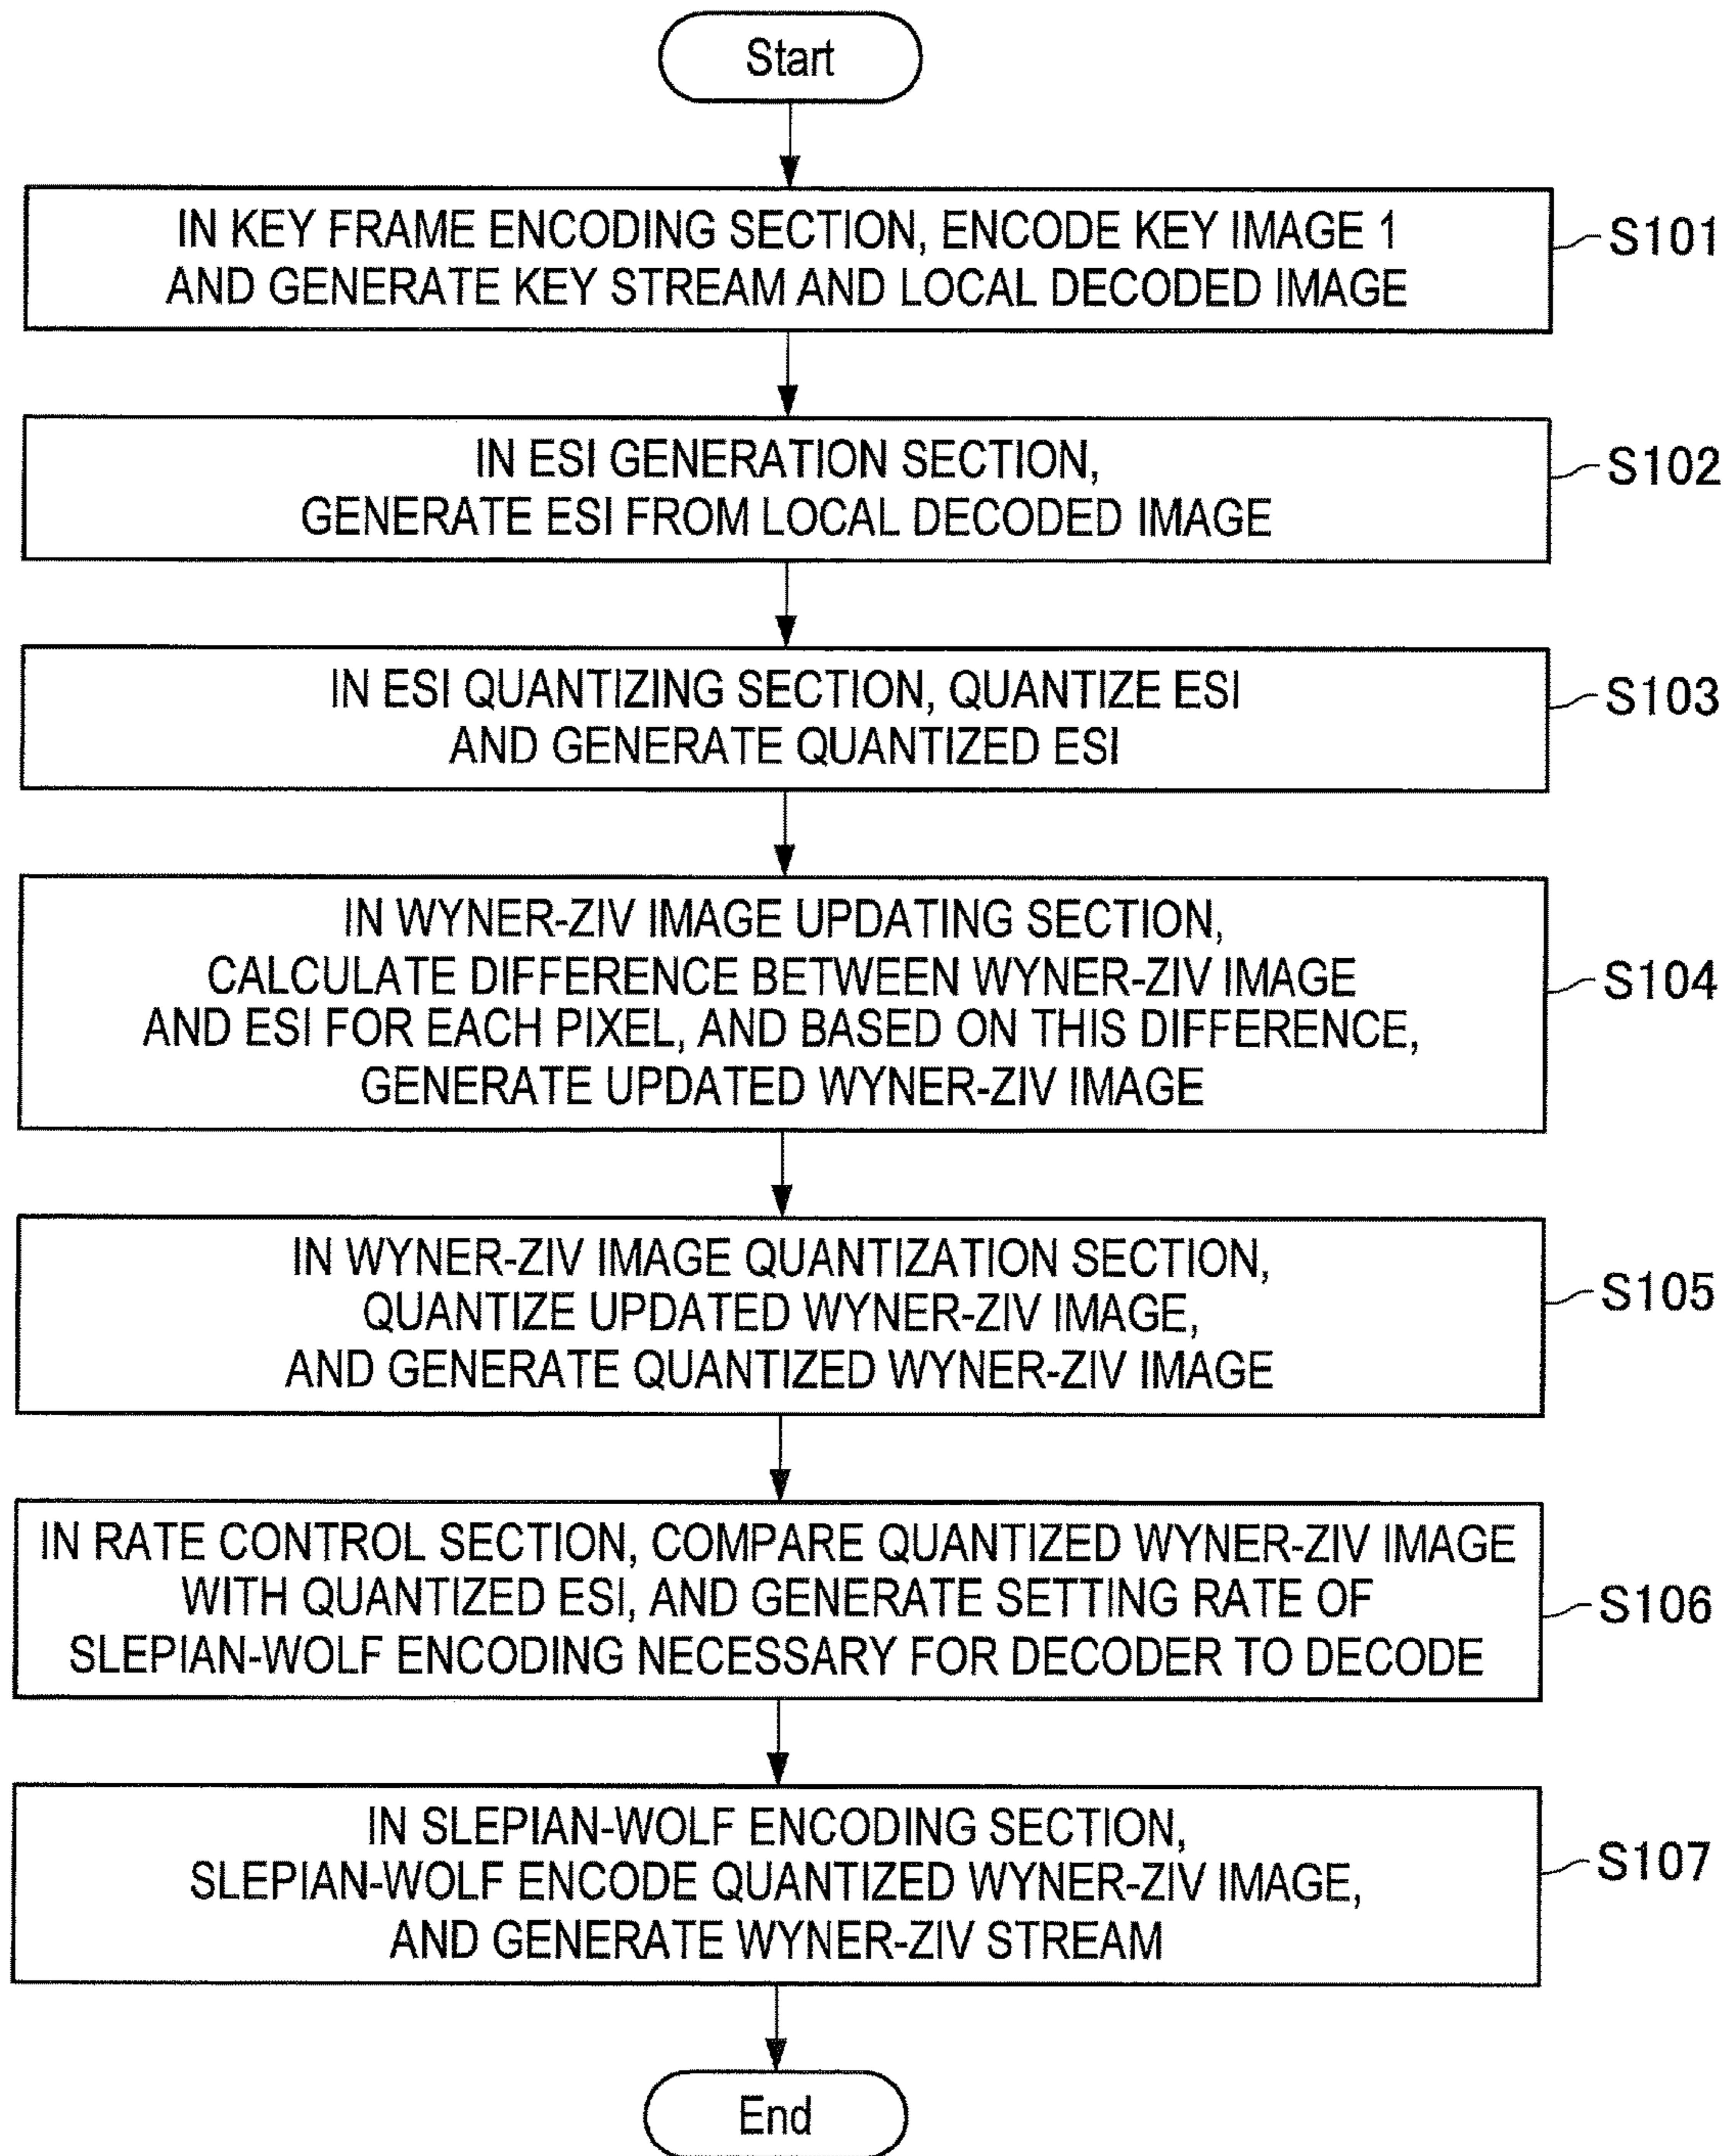 Start
IN KEY FRAME ENCODING SECTION, ENCODE KEY IMAGE 1
AND GENERATE KEY STREAM AND LOCAL DECODED IMAGE
S101
IN ESI GENERATION SECTION,
GENERATE ESI FROM LOCAL DECODED IMAGE
S102
IN ESI QUANTIZING SECTION, QUANTIZE ESI
AND GENERATE QUANTIZED ESI
S103
IN WYNER-ZIV IMAGE UPDATING SECTION,
CALCULATE DIFFERENCE BETWEEN WYNER-ZIV IMAGE
AND ESI FOR EACH PIXEL, AND BASED ON THIS DIFFERENCE,
GENERATE UPDATED WYNER-ZIV IMAGE
S104
IN WYNER-ZIV IMAGE QUANTIZATION SECTION,
QUANTIZE UPDATED WYNER-ZIV IMAGE,
AND GENERATE QUANTIZED WYNER-ZIV IMAGE
S105
IN RATE CONTROL SECTION, COMPARE QUANTIZED WYNER-ZIV IMAGE
WITH QUANTIZED ESI, AND GENERATE SETTING RATE OF
SLEPIAN-WOLF ENCODING NECESSARY FOR DECODER TO DECODE
S106
IN SLEPIAN-WOLF ENCODING SECTION,
SLEPIAN-WOLF ENCODE QUANTIZED WYNER-ZIV IMAGE,
AND GENERATE WYNER-ZIV STREAM
S107
End